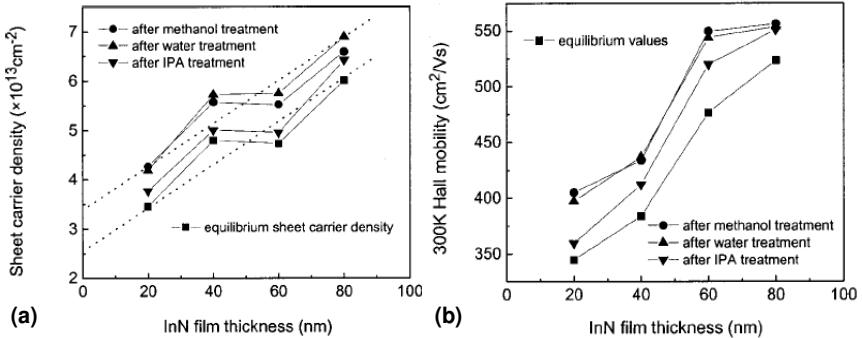 Sheet carrier density (×10¹³cm⁻²)
7
6
5
4
3
2
after methanol treatment
after water treatment
after IPA treatment
equilibrium sheet carrier density
0
20
40
60
80
100
InN film thickness (nm)
(a)
300K Hall mobility (cm²/Vs)
550
500
450
400
350
equilibrium values
after methanol treatment
after water treatment
after IPA treatment
0
20
40
60
80
100
InN film thickness (nm)
(b)